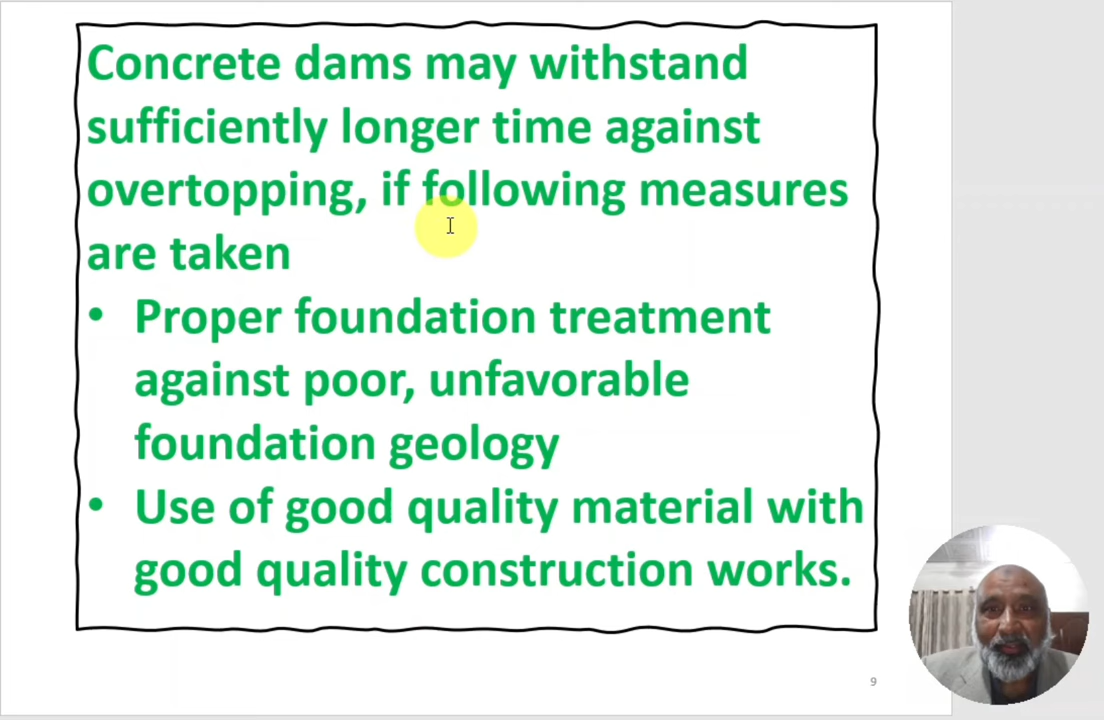 Concrete dams may withstand
sufficiently longer time against
overtopping, if following measures
are taken
• Proper foundation treatment
against poor, unfavorable
foundation geology
• Use of good quality material with
good quality construction works.
9